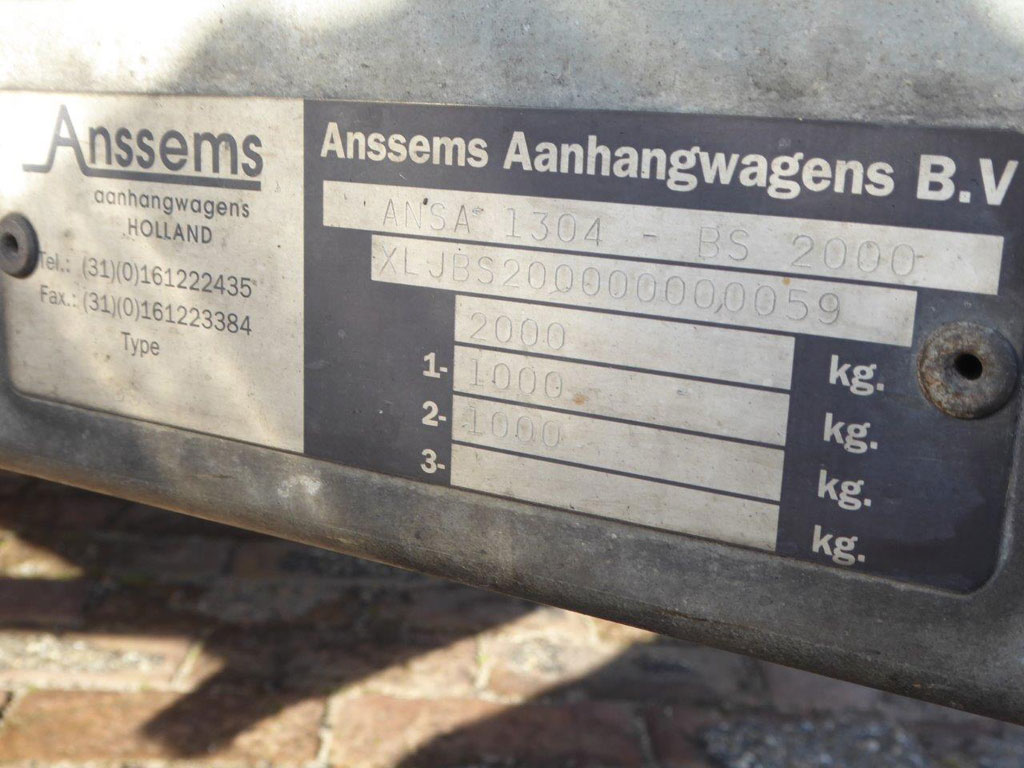 Anssems
aanhangwagens
HOLLAND
Tel.: (31)(0)161222435
Fax.: (31)(0)161223384
Type
Anssems Aanhangwagens B.V
ANSA 1304 - BS 2000
XLJBS200000000059
2000 kg.
1- 1000 kg.
2- 1000 kg.
3- kg.